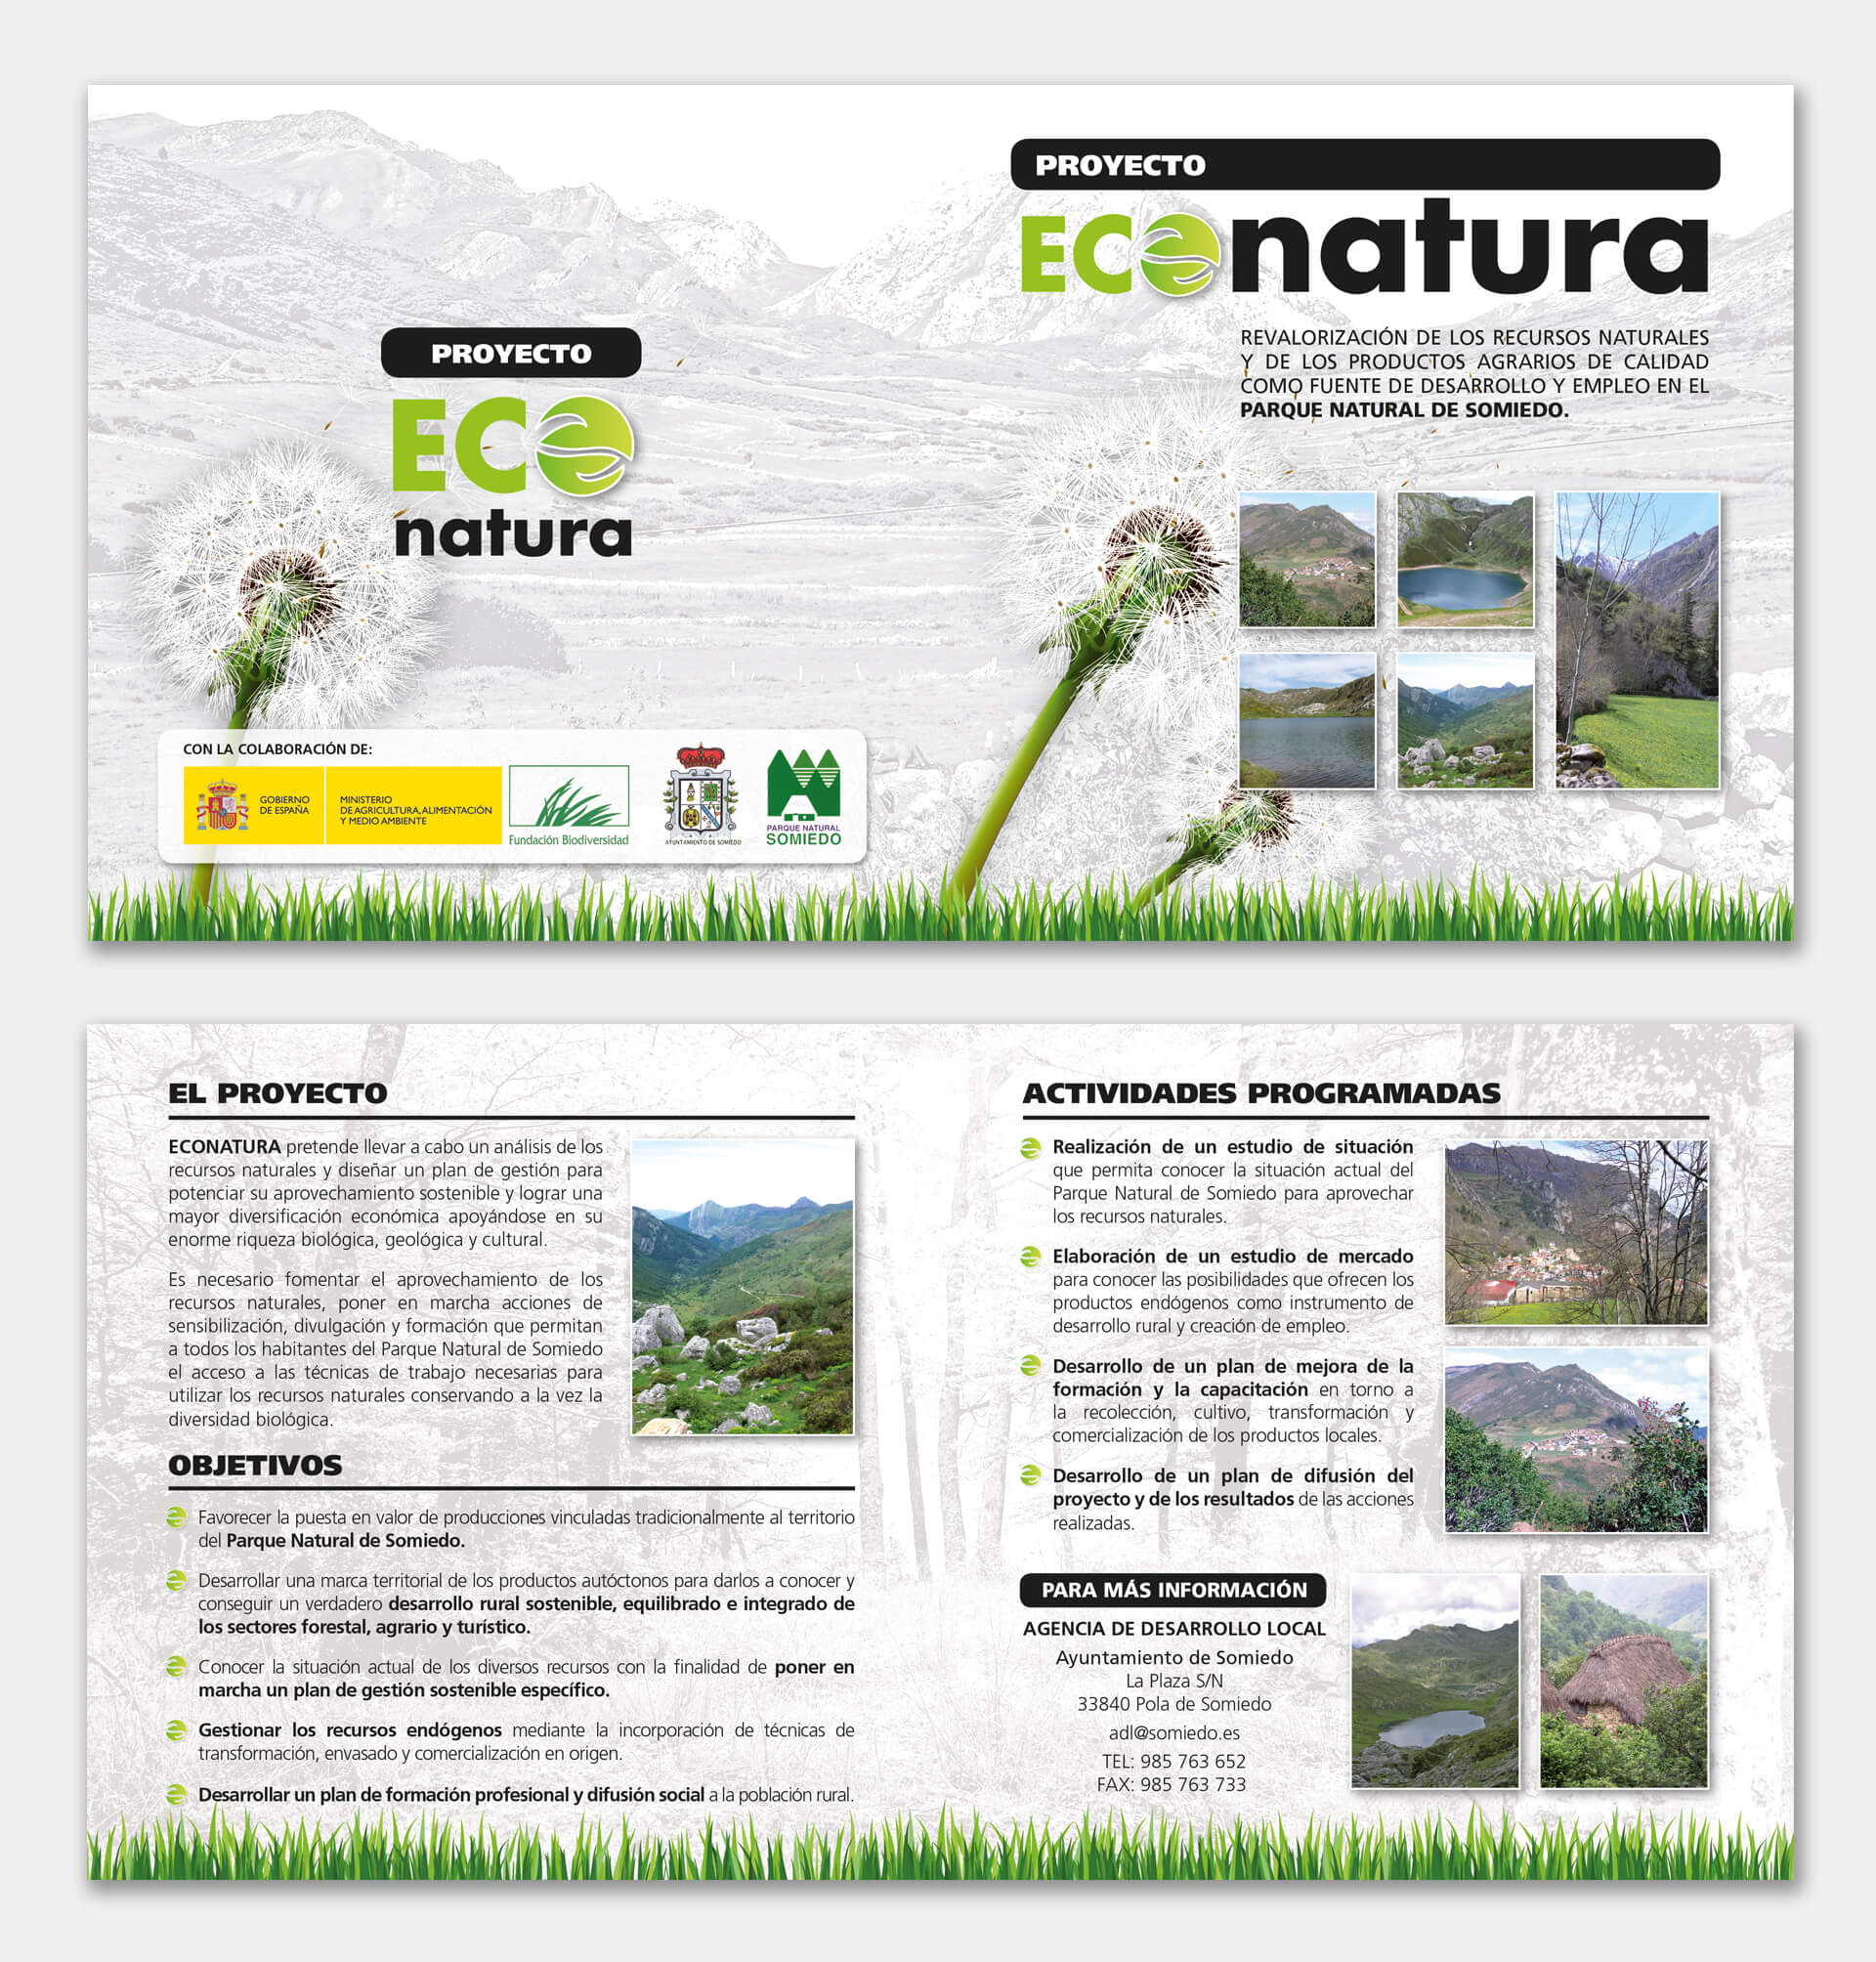 PROYECTO
ECO
natura
CON LA COLABORACIÓN DE:
GOBIERNO
DE ESPAÑA
MINISTERIO
DE AGRICULTURA, ALIMENTACIÓN
Y MEDIO AMBIENTE
Fundación Biodiversidad
AYUNTAMIENTO DE SOMIEDO
PARQUE NATURAL
SOMIEDO
PROYECTO
ECOnatura
REVALORIZACIÓN DE LOS RECURSOS NATURALES
Y DE LOS PRODUCTOS AGRARIOS DE CALIDAD
COMO FUENTE DE DESARROLLO Y EMPLEO EN EL
PARQUE NATURAL DE SOMIEDO.
EL PROYECTO
ECONATURA pretende llevar a cabo un análisis de los
recursos naturales y diseñar un plan de gestión para
potenciar su aprovechamiento sostenible y lograr una
mayor diversificación económica apoyándose en su
enorme riqueza biológica, geológica y cultural.
Es necesario fomentar el aprovechamiento de los
recursos naturales, poner en marcha acciones de
sensibilización, divulgación y formación que permitan
a todos los habitantes del Parque Natural de Somiedo
el acceso a las técnicas de trabajo necesarias para
utilizar los recursos naturales conservando a la vez la
diversidad biológica.
OBJETIVOS
Favorecer la puesta en valor de producciones vinculadas tradicionalmente al territorio
del Parque Natural de Somiedo.
Desarrollar una marca territorial de los productos autóctonos para darlos a conocer y
conseguir un verdadero desarrollo rural sostenible, equilibrado e integrado de
los sectores forestal, agrario y turístico.
Conocer la situación actual de los diversos recursos con la finalidad de poner en
marcha un plan de gestión sostenible específico.
Gestionar los recursos endógenos mediante la incorporación de técnicas de
transformación, envasado y comercialización en origen.
Desarrollar un plan de formación profesional y difusión social a la población rural.
ACTIVIDADES PROGRAMADAS
Realización de un estudio de situación
que permita conocer la situación actual del
Parque Natural de Somiedo para aprovechar
los recursos naturales.
Elaboración de un estudio de mercado
para conocer las posibilidades que ofrecen los
productos endógenos como instrumento de
desarrollo rural y creación de empleo.
Desarrollo de un plan de mejora de la
formación y la capacitación en torno a
la recolección, cultivo, transformación y
comercialización de los productos locales.
Desarrollo de un plan de difusión del
proyecto y de los resultados de las acciones
realizadas.
PARA MÁS INFORMACIÓN
AGENCIA DE DESARROLLO LOCAL
Ayuntamiento de Somiedo
La Plaza S/N
33840 Pola de Somiedo
adl@somiedo.es
TEL: 985 763 652
FAX: 985 763 733